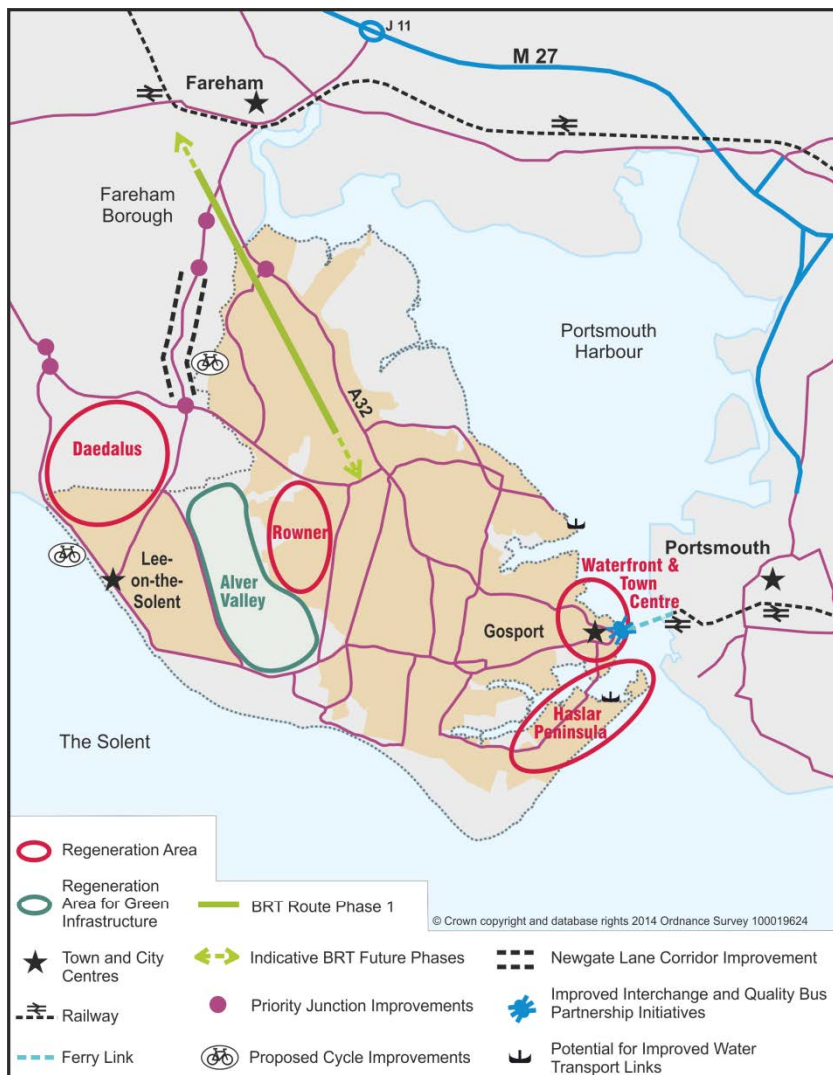 J 11
M 27
Fareham
Fareham
Borough
Portsmouth
Harbour
A32
Daedalus
Rowner
Lee-
on-the-
Solent
Alver
Valley
Waterfront &
Town
Centre
Portsmouth
Gosport
Haslar
Peninsula
The Solent
Regeneration Area
Regeneration
Area for Green
Infrastructure
BRT Route Phase 1
© Crown copyright and database rights 2014 Ordnance Survey 100019624
Town and City
Centres
Indicative BRT Future Phases
Newgate Lane Corridor Improvement
Railway
Priority Junction Improvements
Improved Interchange and Quality Bus
Partnership Initiatives
Ferry Link
Proposed Cycle Improvements
Potential for Improved Water
Transport Links